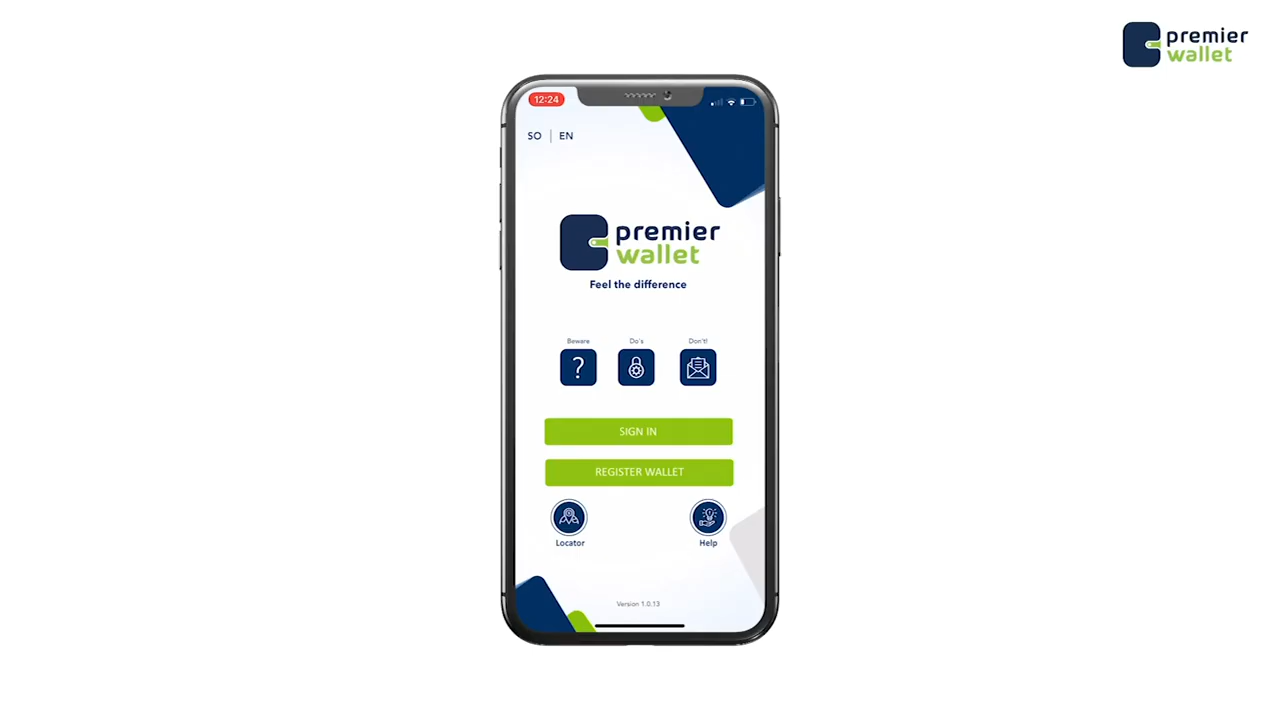 premier
wallet
12:24
SO | EN
premier
wallet
Feel the difference
Beware
Do's
Don't!
SIGN IN
REGISTER WALLET
Locator
Help
Version 1.0.13